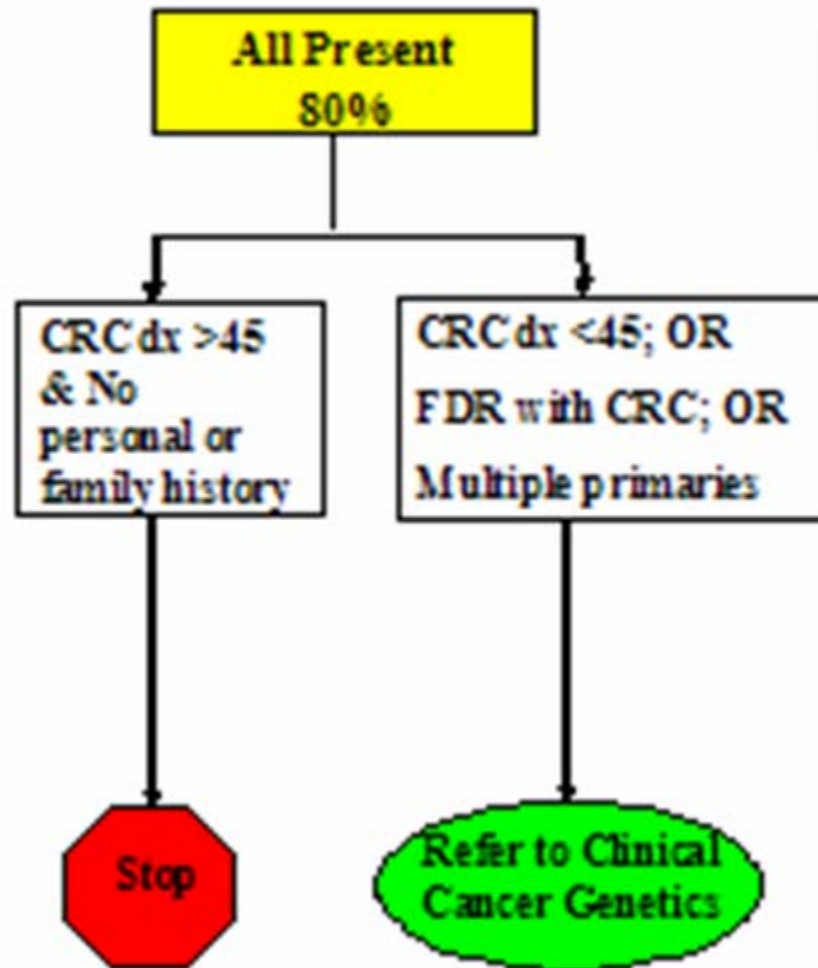 All Present
80%
CRC dx >45
& No
personal or
family history
CRC dx <45; OR
FDR with CRC; OR
Multiple primaries
Stop
Refer to Clinical
Cancer Genetics